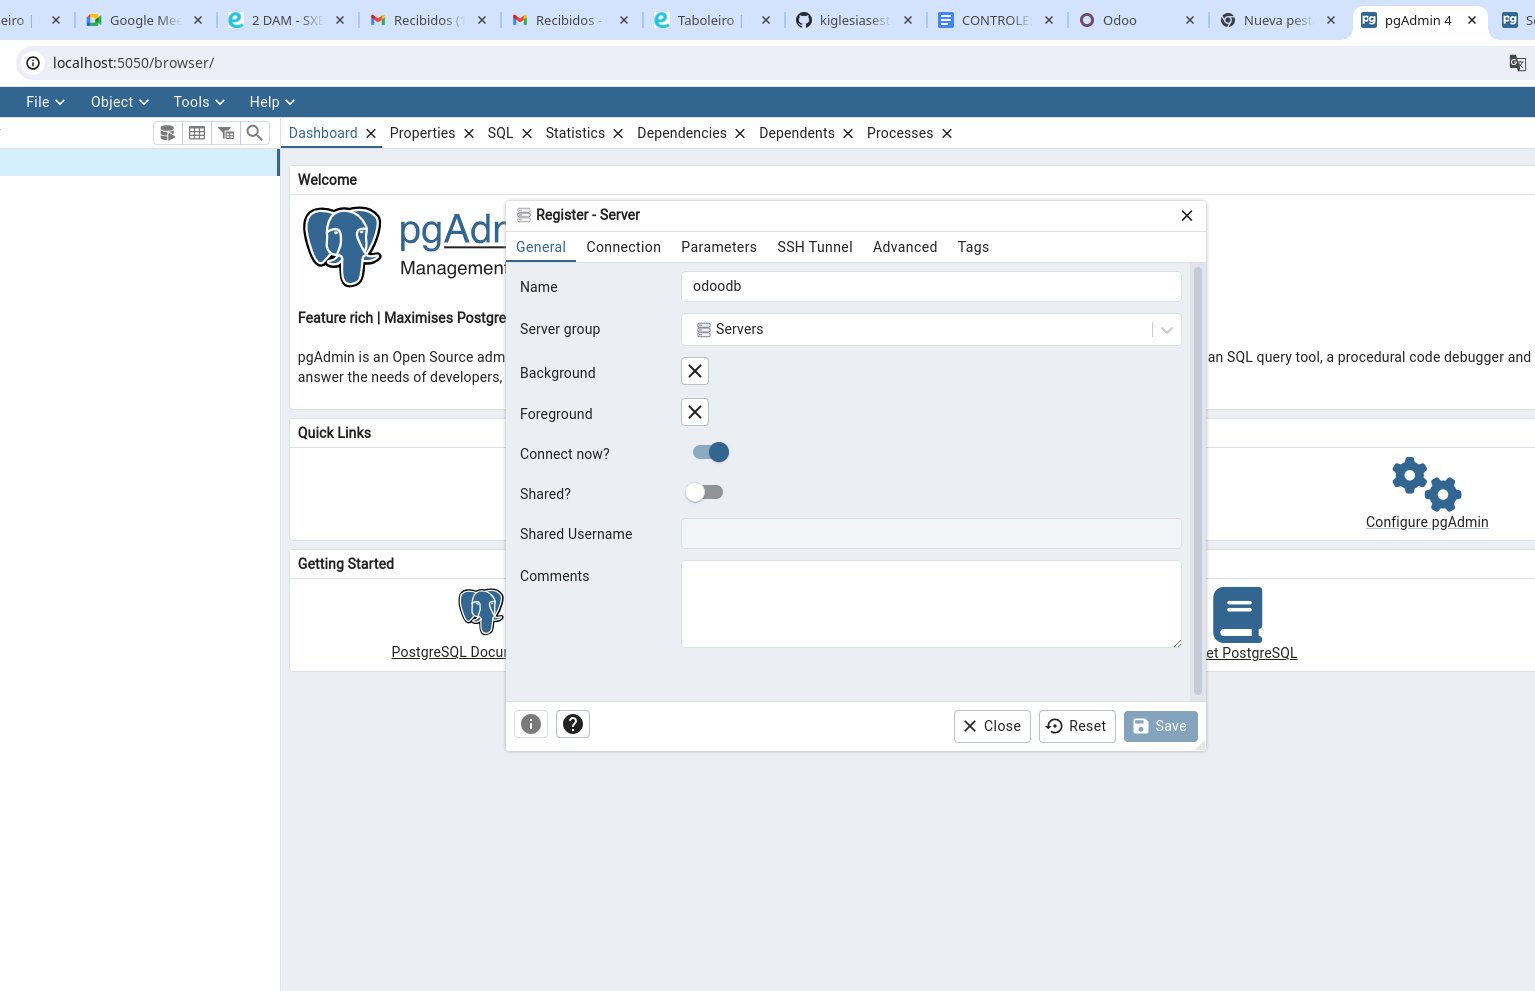 eiro |
Google Mee
2 DAM - SXE
Recibidos (1
Recibidos -
Taboleiro |
kiglesiasest
CONTROLE
Odoo
Nueva pest
pgAdmin 4
localhost:5050/browser/
File Object Tools Help
Dashboard Properties SQL Statistics Dependencies Dependents Processes
Welcome
pgAdm
Management
Feature rich | Maximises Postgre
pgAdmin is an Open Source adm
an SQL query tool, a procedural code debugger and
answer the needs of developers,
Quick Links
Configure pgAdmin
Getting Started
PostgreSQL Docum
et PostgreSQL
Register - Server
General Connection Parameters SSH Tunnel Advanced Tags
Name
odoodb
Server group
Servers
Background
Foreground
Connect now?
Shared?
Shared Username
Comments
Close Reset Save